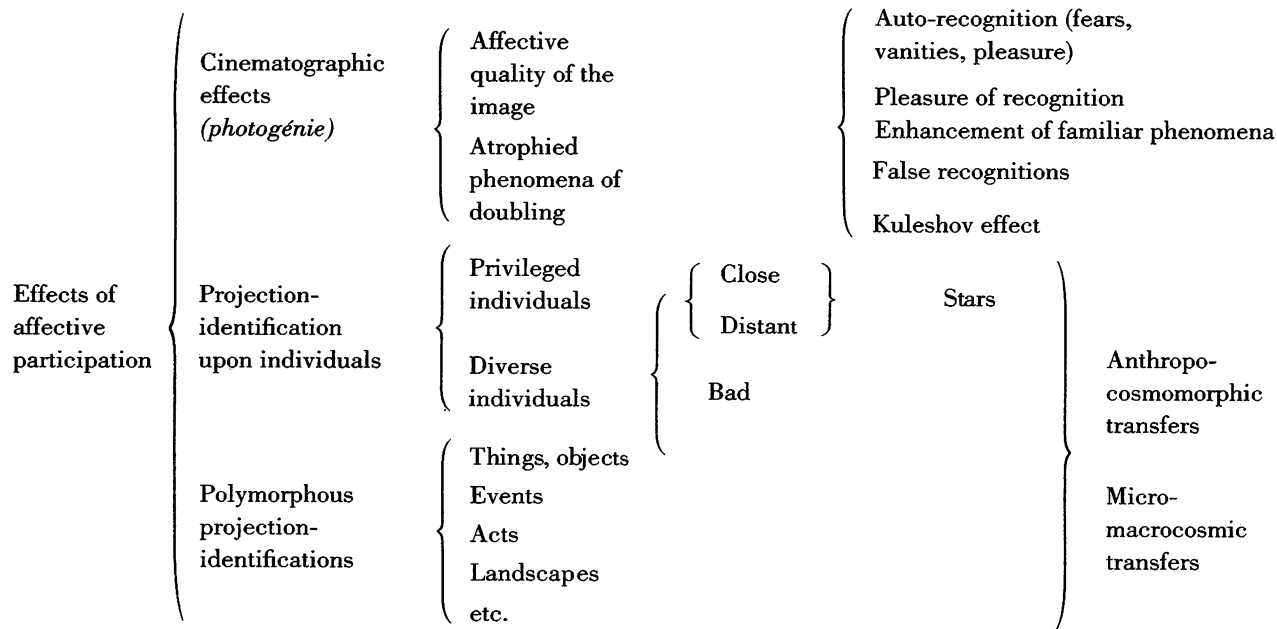 Effects of
affective
participation
Cinematographic
effects
(photogénie)
Affective
quality of the
image
Atrophied
phenomena of
doubling
Auto-recognition (fears,
vanities, pleasure)
Pleasure of recognition
Enhancement of familiar phenomena
False recognitions
Kuleshov effect
Projection-
identification
upon individuals
Privileged
individuals
Diverse
individuals
Close
Distant
Bad
Stars
Polymorphous
projection-
identifications
Things, objects
Events
Acts
Landscapes
etc.
Anthropo-
cosmomorphic
transfers
Micro-
macrocosmic
transfers